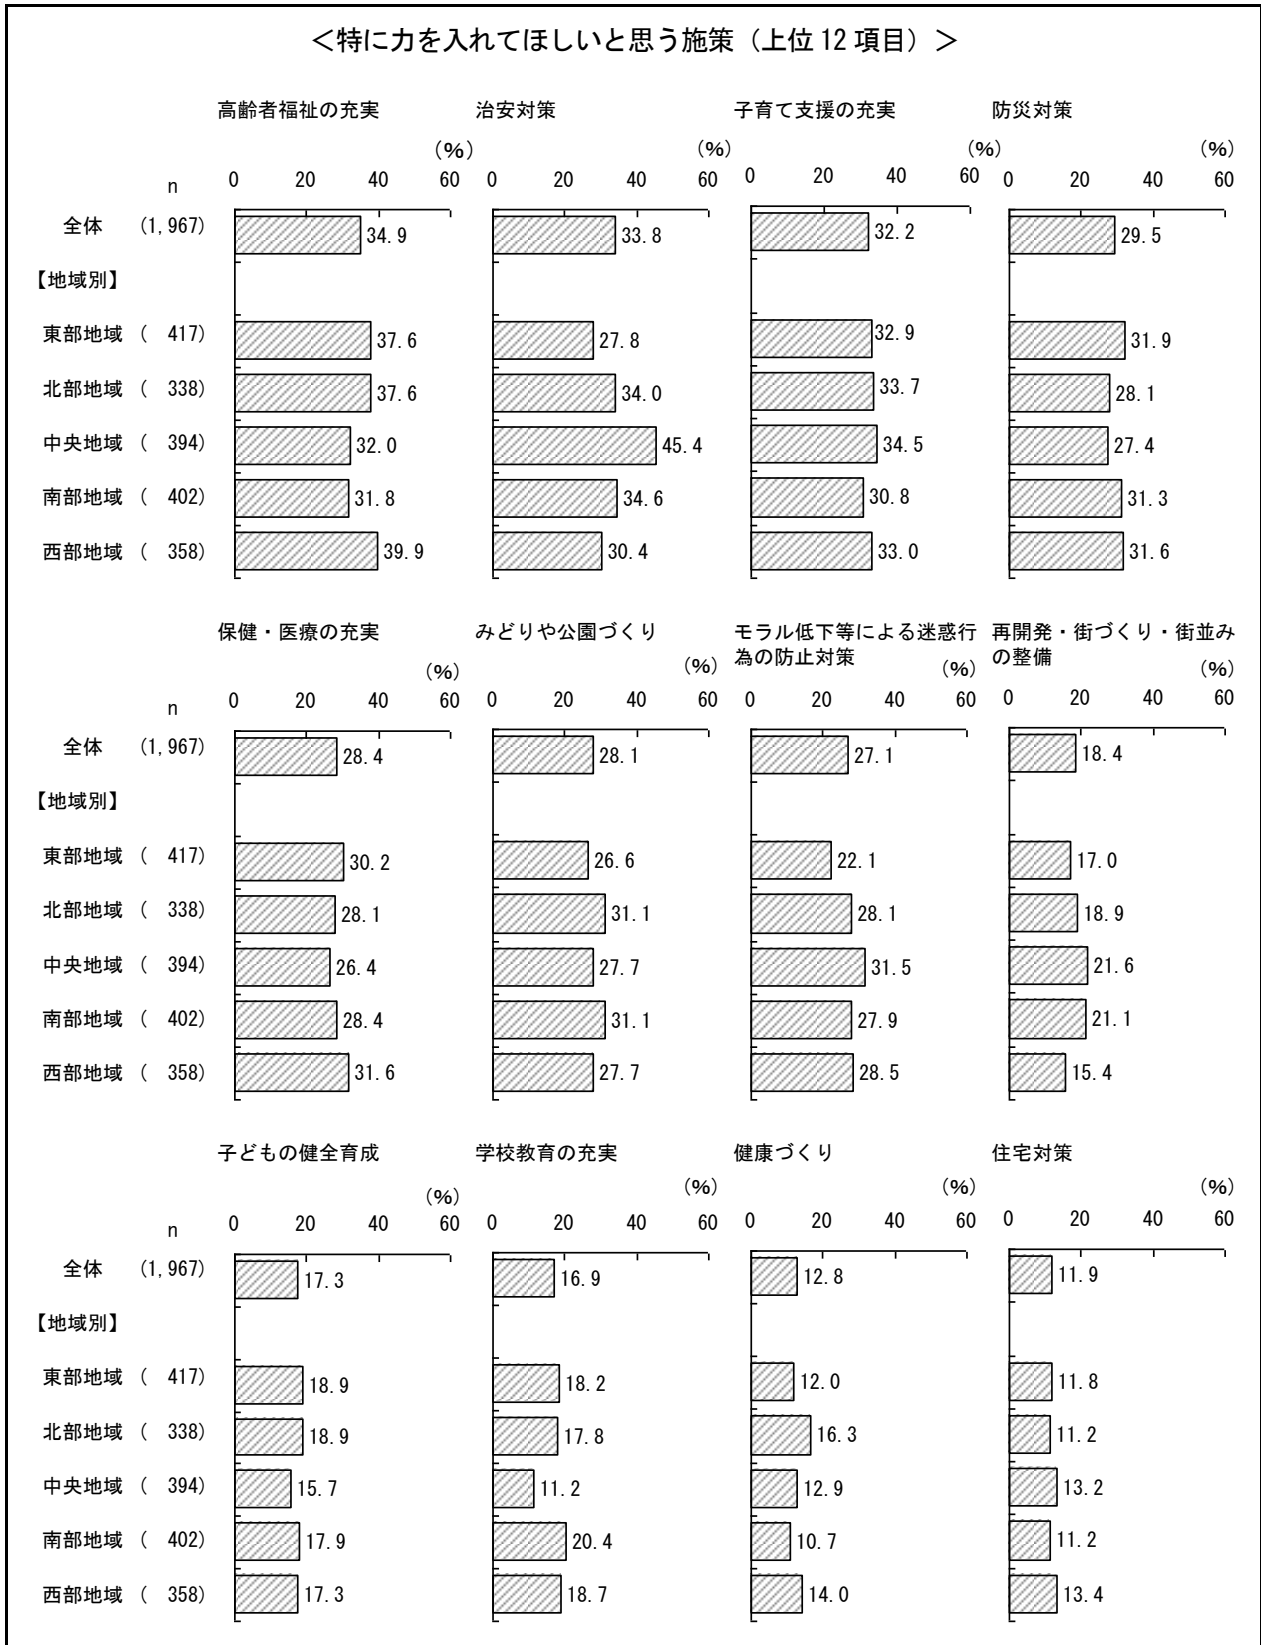 ＜特に力を入れてほしいと思う施策（上位12項目）＞
高齢者福祉の充実 治安対策 子育て支援の充実 防災対策
(%) (%) (%) (%)
n 0 20 40 60 0 20 40 60 0 20 40 60 0 20 40 60
全体 (1,967) 34.9 33.8 32.2 29.5
【地域別】
東部地域 ( 417) 37.6 27.8 32.9 31.9
北部地域 ( 338) 37.6 34.0 33.7 28.1
中央地域 ( 394) 32.0 45.4 34.5 27.4
南部地域 ( 402) 31.8 34.6 30.8 31.3
西部地域 ( 358) 39.9 30.4 33.0 31.6
保健・医療の充実 みどりや公園づくり モラル低下等による迷惑行 再開発・街づくり・街並み
為の防止対策 の整備
(%) (%) (%) (%)
n 0 20 40 60 0 20 40 60 0 20 40 60 0 20 40 60
全体 (1,967) 28.4 28.1 27.1 18.4
【地域別】
東部地域 ( 417) 30.2 26.6 22.1 17.0
北部地域 ( 338) 28.1 31.1 28.1 18.9
中央地域 ( 394) 26.4 27.7 31.5 21.6
南部地域 ( 402) 28.4 31.1 27.9 21.1
西部地域 ( 358) 31.6 27.7 28.5 15.4
子どもの健全育成 学校教育の充実 健康づくり 住宅対策
(%) (%) (%) (%)
n 0 20 40 60 0 20 40 60 0 20 40 60 0 20 40 60
全体 (1,967) 17.3 16.9 12.8 11.9
【地域別】
東部地域 ( 417) 18.9 18.2 12.0 11.8
北部地域 ( 338) 18.9 17.8 16.3 11.2
中央地域 ( 394) 15.7 11.2 12.9 13.2
南部地域 ( 402) 17.9 20.4 10.7 11.2
西部地域 ( 358) 17.3 18.7 14.0 13.4